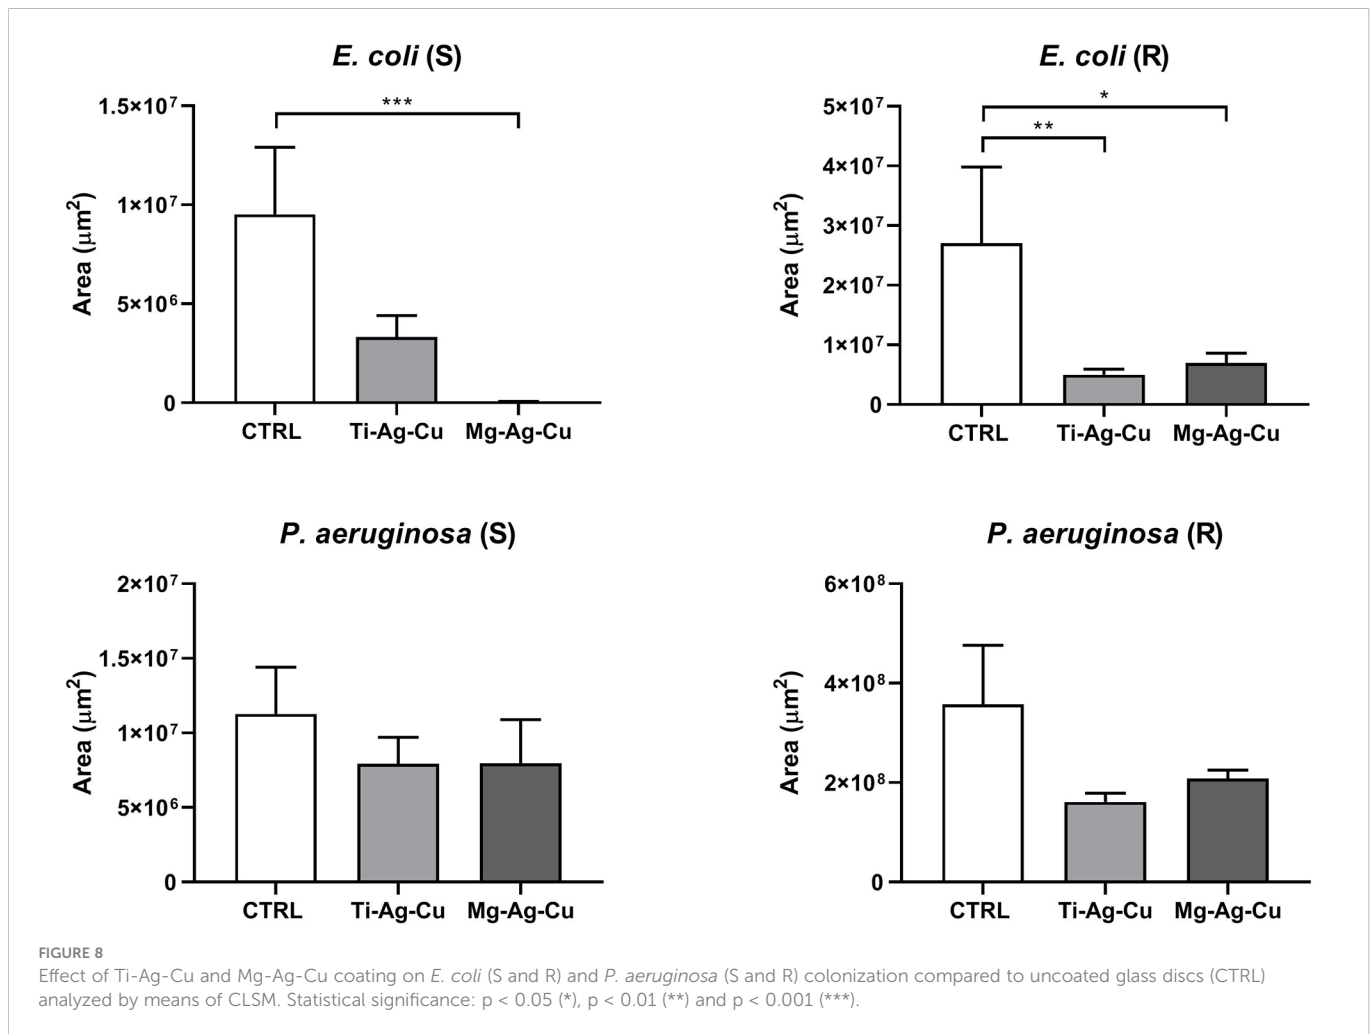 E. coli (S)
1.5×10⁷
1×10⁷
5×10⁶
0
Area (μm²)
***
CTRL Ti-Ag-Cu Mg-Ag-Cu
E. coli (R)
5×10⁷
4×10⁷
3×10⁷
2×10⁷
1×10⁷
0
Area (μm²)
*
**
CTRL Ti-Ag-Cu Mg-Ag-Cu
P. aeruginosa (S)
2×10⁷
1.5×10⁷
1×10⁷
5×10⁶
0
Area (μm²)
CTRL Ti-Ag-Cu Mg-Ag-Cu
P. aeruginosa (R)
6×10⁸
4×10⁸
2×10⁸
0
Area (μm²)
CTRL Ti-Ag-Cu Mg-Ag-Cu
FIGURE 8
Effect of Ti-Ag-Cu and Mg-Ag-Cu coating on E. coli (S and R) and P. aeruginosa (S and R) colonization compared to uncoated glass discs (CTRL)
analyzed by means of CLSM. Statistical significance: p < 0.05 (*), p < 0.01 (**) and p < 0.001 (***).